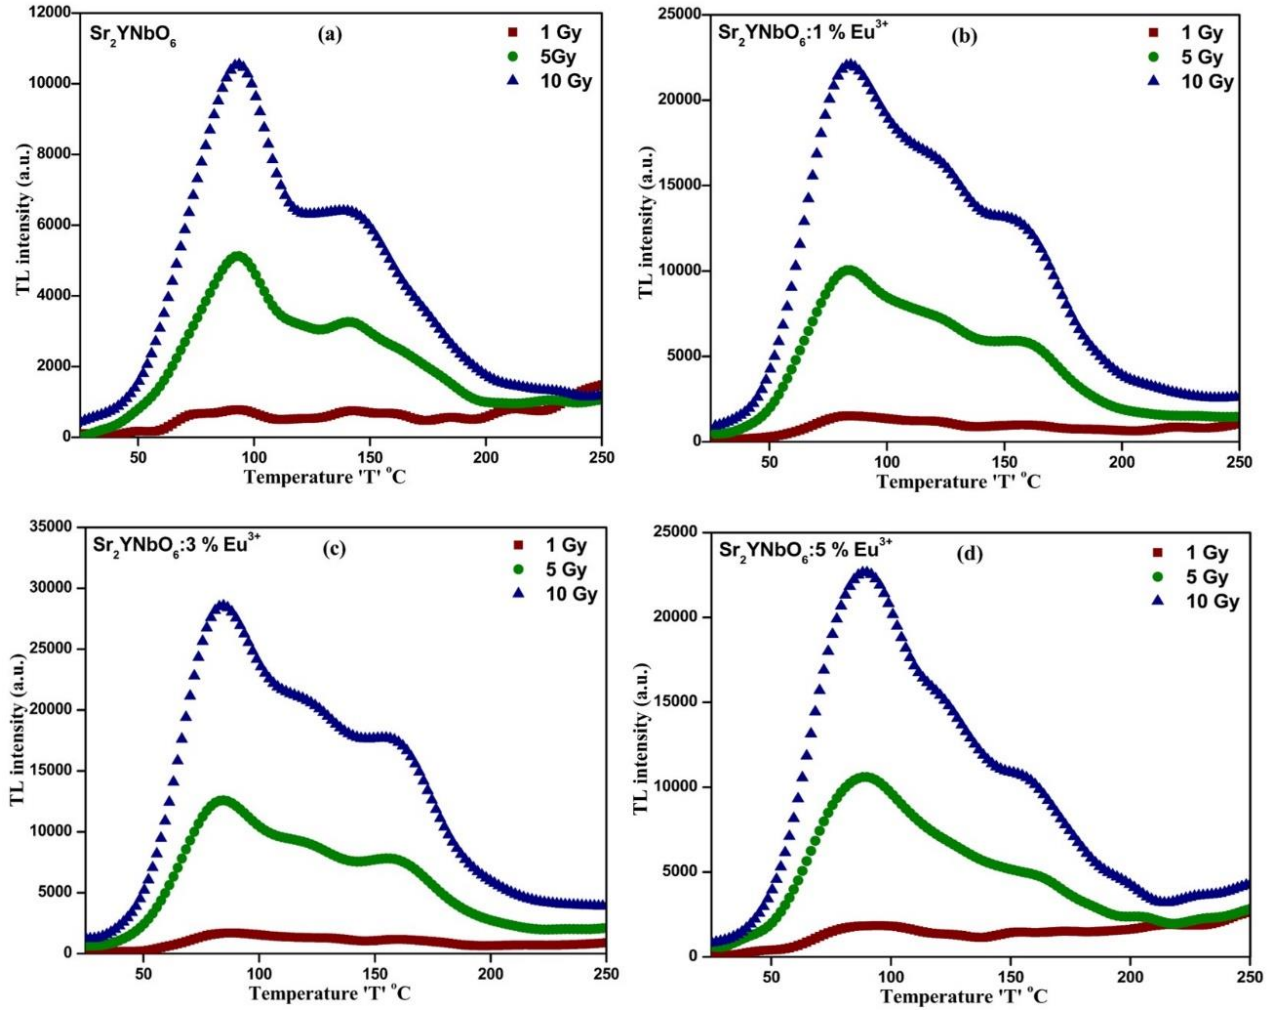 Sr₂YNbO₆
(a)
1 Gy
5Gy
10 Gy
12000
10000
8000
6000
4000
2000
0
TL intensity (a.u.)
50
100
150
200
250
Temperature 'T' °C
Sr₂YNbO₆:1 % Eu³⁺
(b)
1 Gy
5 Gy
10 Gy
25000
20000
15000
10000
5000
0
TL intensity (a.u.)
50
100
150
200
250
Temperature 'T' °C
Sr₂YNbO₆:3 % Eu³⁺
(c)
1 Gy
5 Gy
10 Gy
35000
30000
25000
20000
15000
10000
5000
0
TL intensity (a.u.)
50
100
150
200
250
Temperature 'T' °C
Sr₂YNbO₆:5 % Eu³⁺
(d)
1 Gy
5 Gy
10 Gy
25000
20000
15000
10000
5000
0
TL intensity (a.u.)
50
100
150
200
250
Temperature 'T' °C